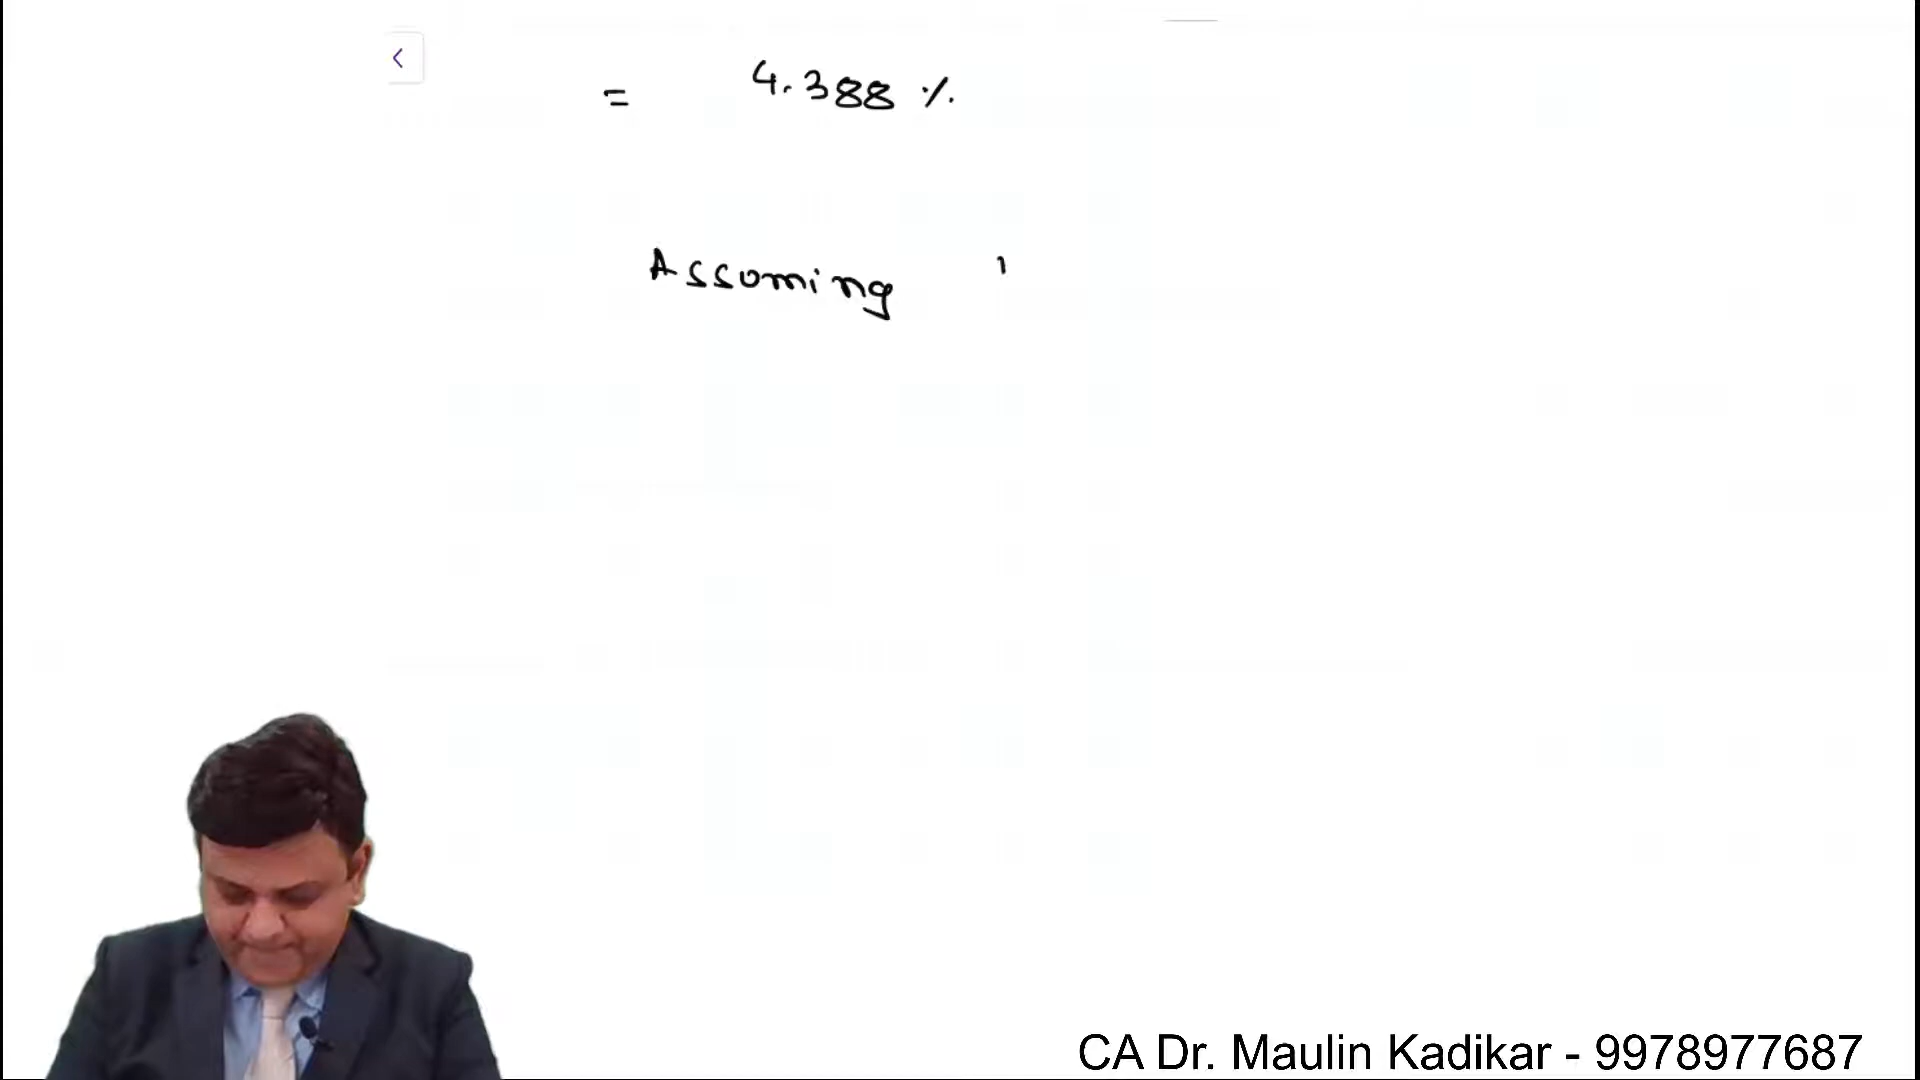 = 4.388 %
Assuming
CA Dr. Maulin Kadikar - 9978977687